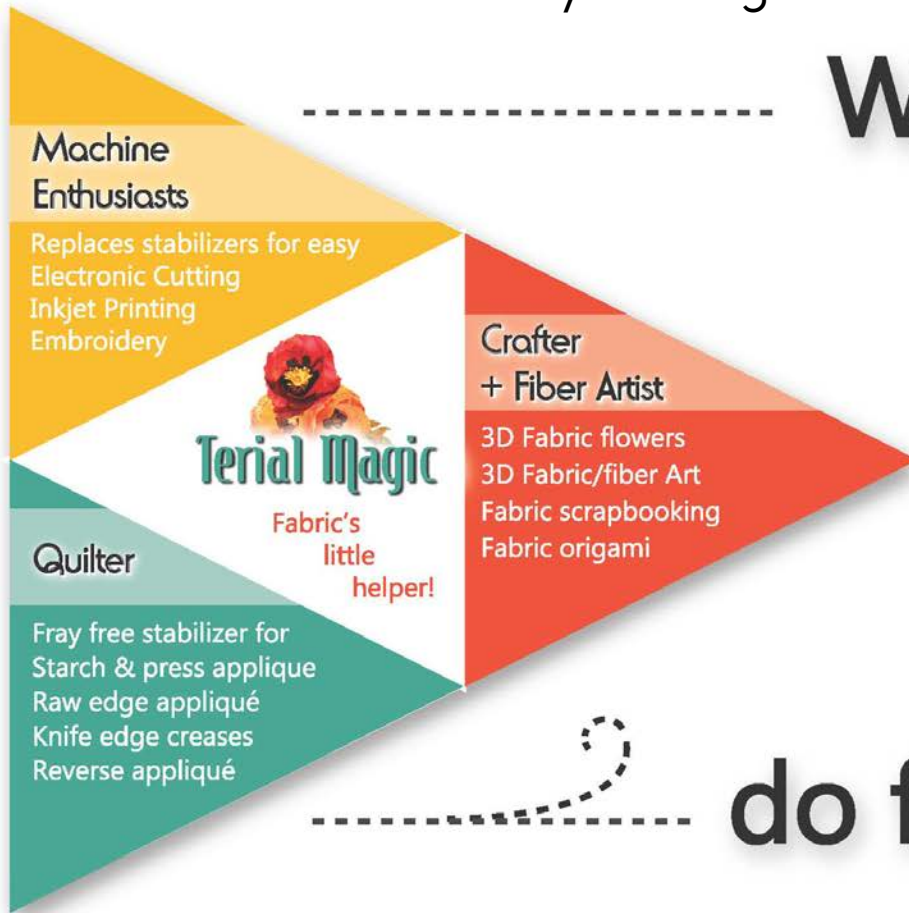 Machine
Enthusiasts
Replaces stabilizers for easy
Electronic Cutting
Inkjet Printing
Embroidery
Crafter
+ Fiber Artist
3D Fabric flowers
3D Fabric/fiber Art
Fabric scrapbooking
Fabric origami
Terial Magic
Fabric's
little
helper!
Quilter
Fray free stabilizer for
Starch & press applique
Raw edge appliqué
Knife edge creases
Reverse appliqué
do